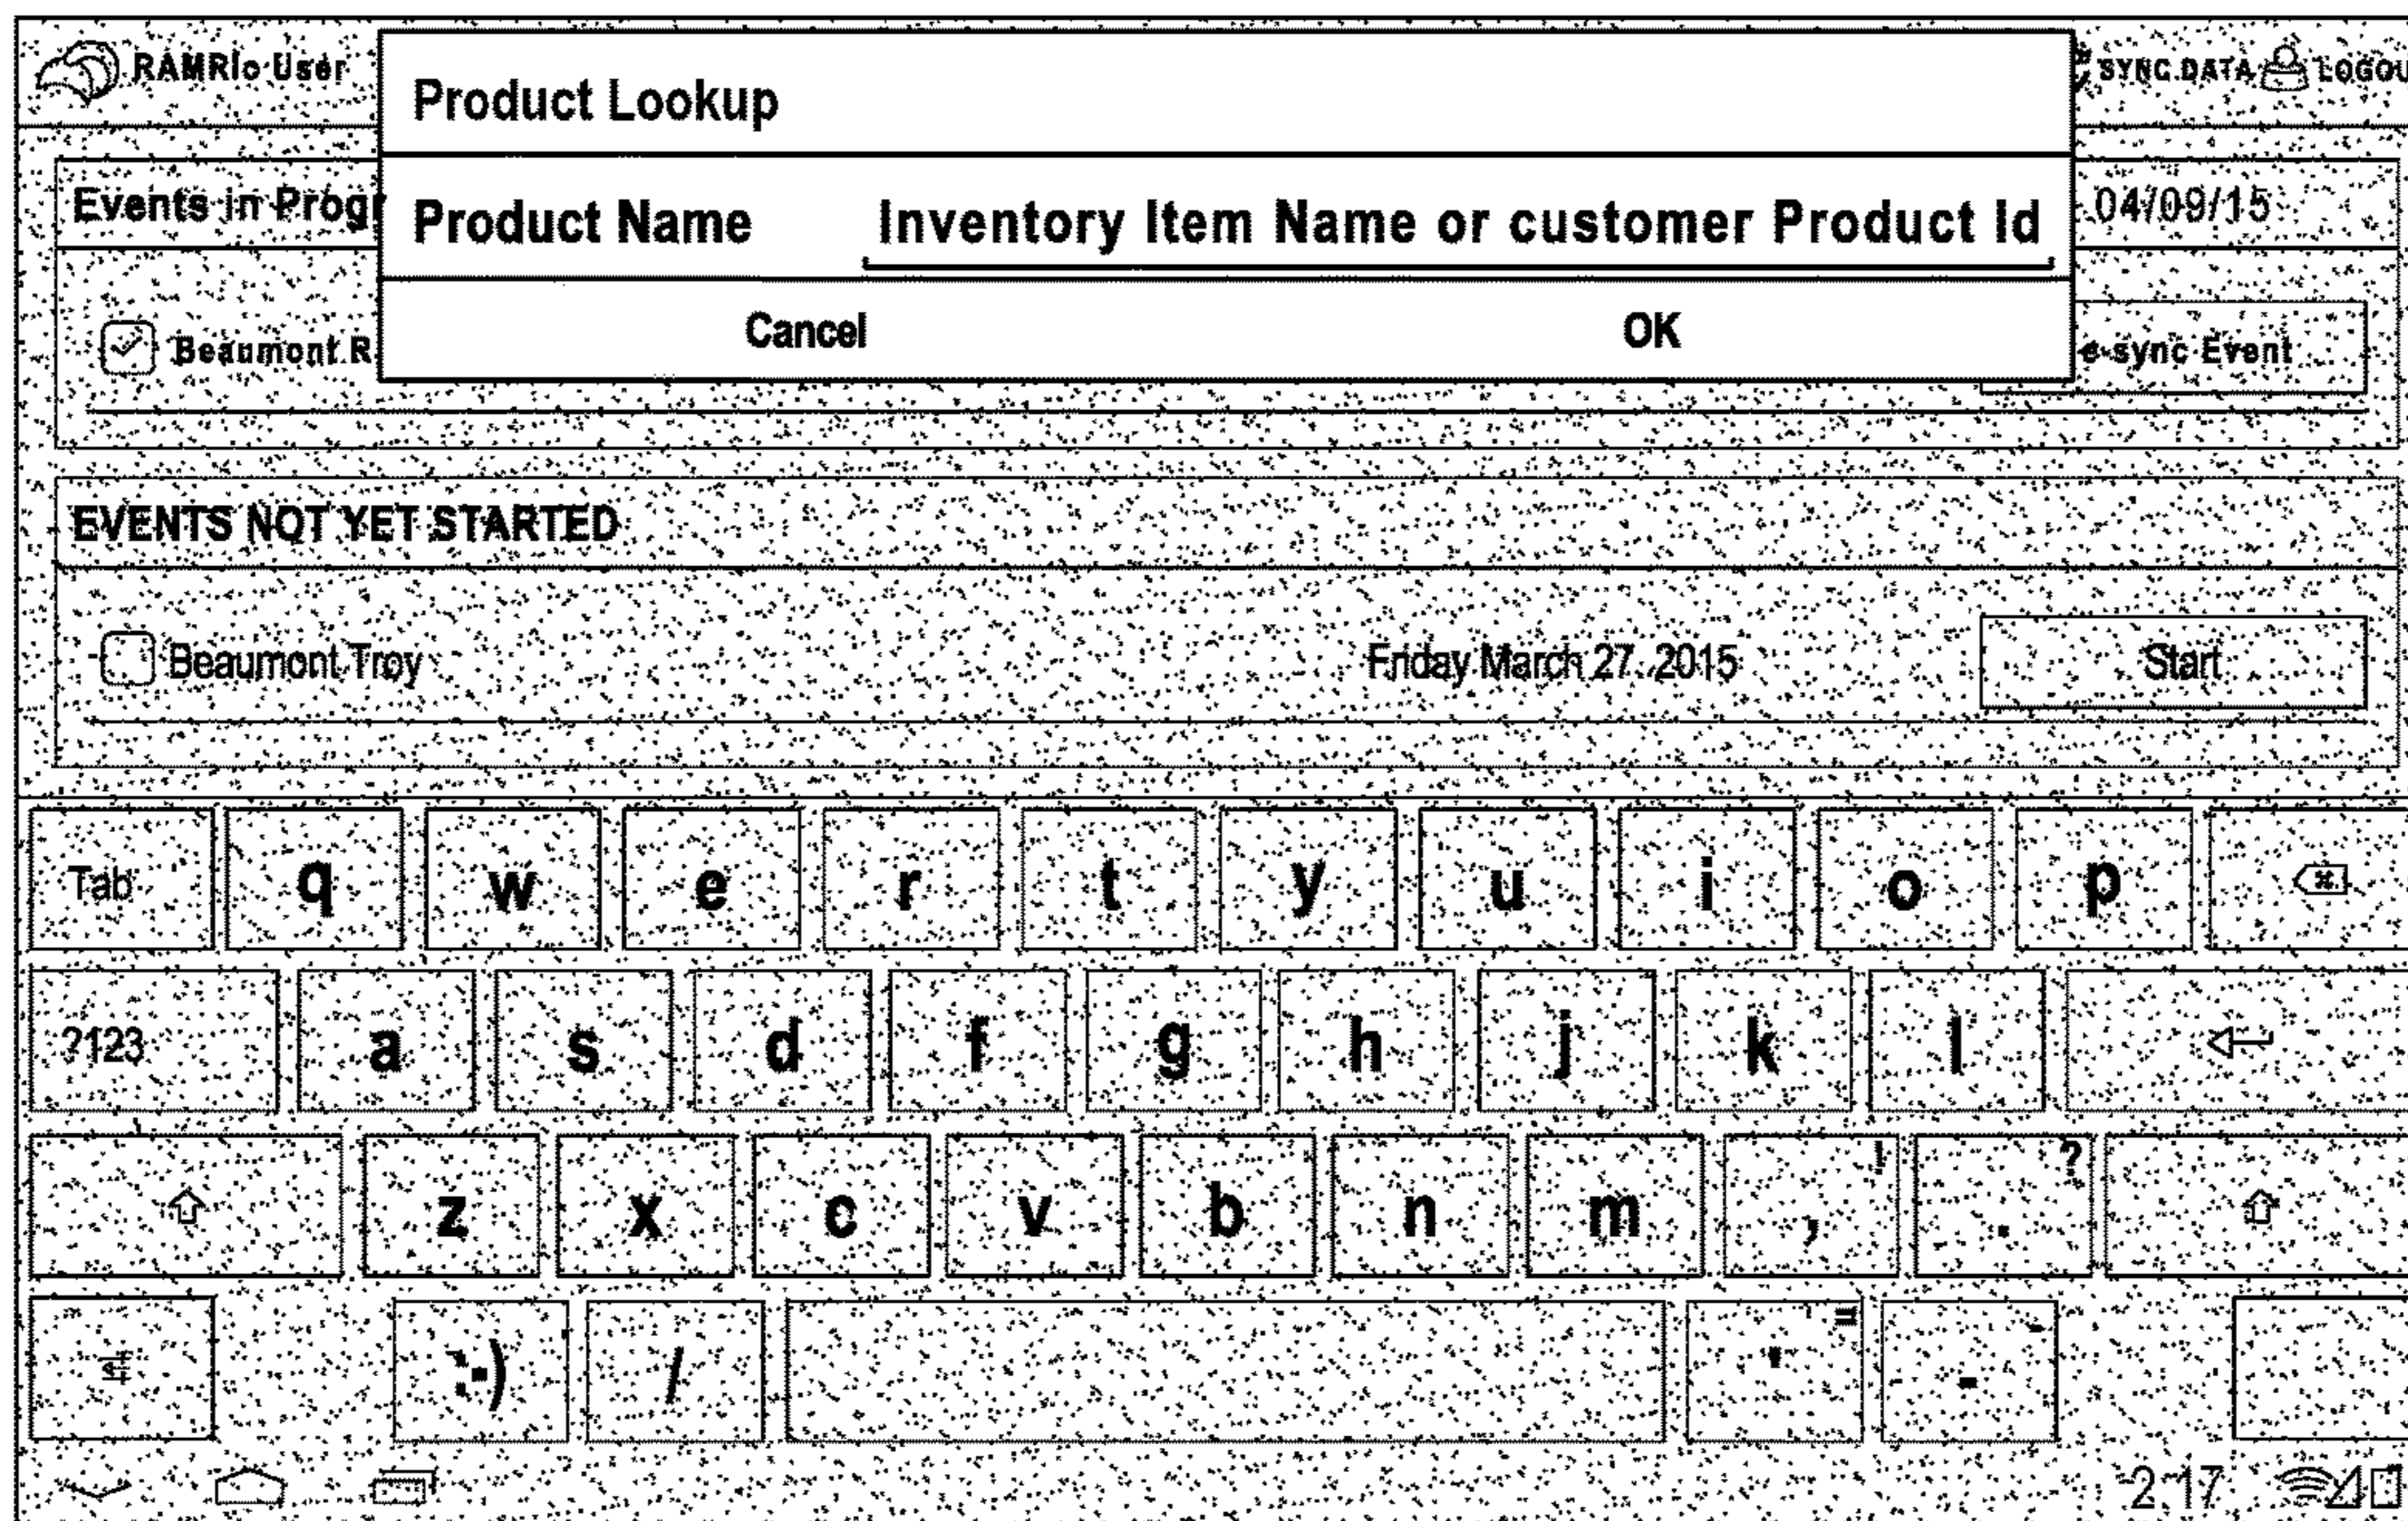 RAMRIo User
SYNC DATA LOGOU
Product Lookup
Events in Progr
Product Name Inventory Item Name or customer Product Id
04/09/15
Beaumont R
Cancel OK
e-sync Event
EVENTS NOT YET STARTED
Beaumont Troy Friday March 27. 2015 Start
Tab q w e r t y u i o p
?123 a s d f g h j k l
z x c v b n m , ! . ?
:-) / ' " - _
2:17